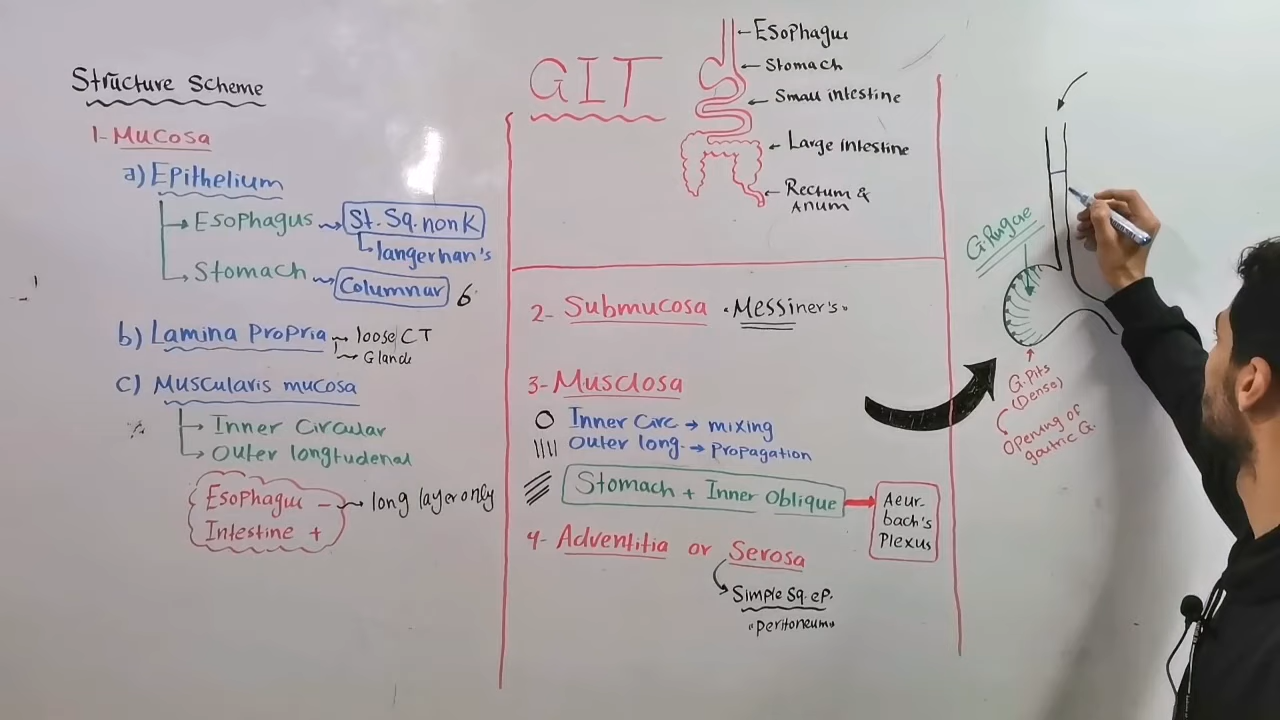 Structure Scheme
1- Mucosa
a) Epithelium
Esophagus → St. Sq. non K
langerhan's
Stomach → Columnar 6
b) Lamina Propria → loose CT
→ Glands
c) Muscularis mucosa
Inner Circular
Outer longtudenal
Esophagus - → long layer only
Intestine +
GIT
Esophagus
Stomach
Small intestine
Large intestine
Rectum &
Anum
2- Submucosa "Messiner's"
3- Musclosa
Inner Circ → mixing
Outer long. → Propagation
Stomach + Inner Oblique
Aeur-
bach's
Plexus
4- Adventitia or Serosa
Simple Sq. eP.
"Peritoneum"
G. Rugae
G. Pits
(Dense)
Opening of
gastric G.